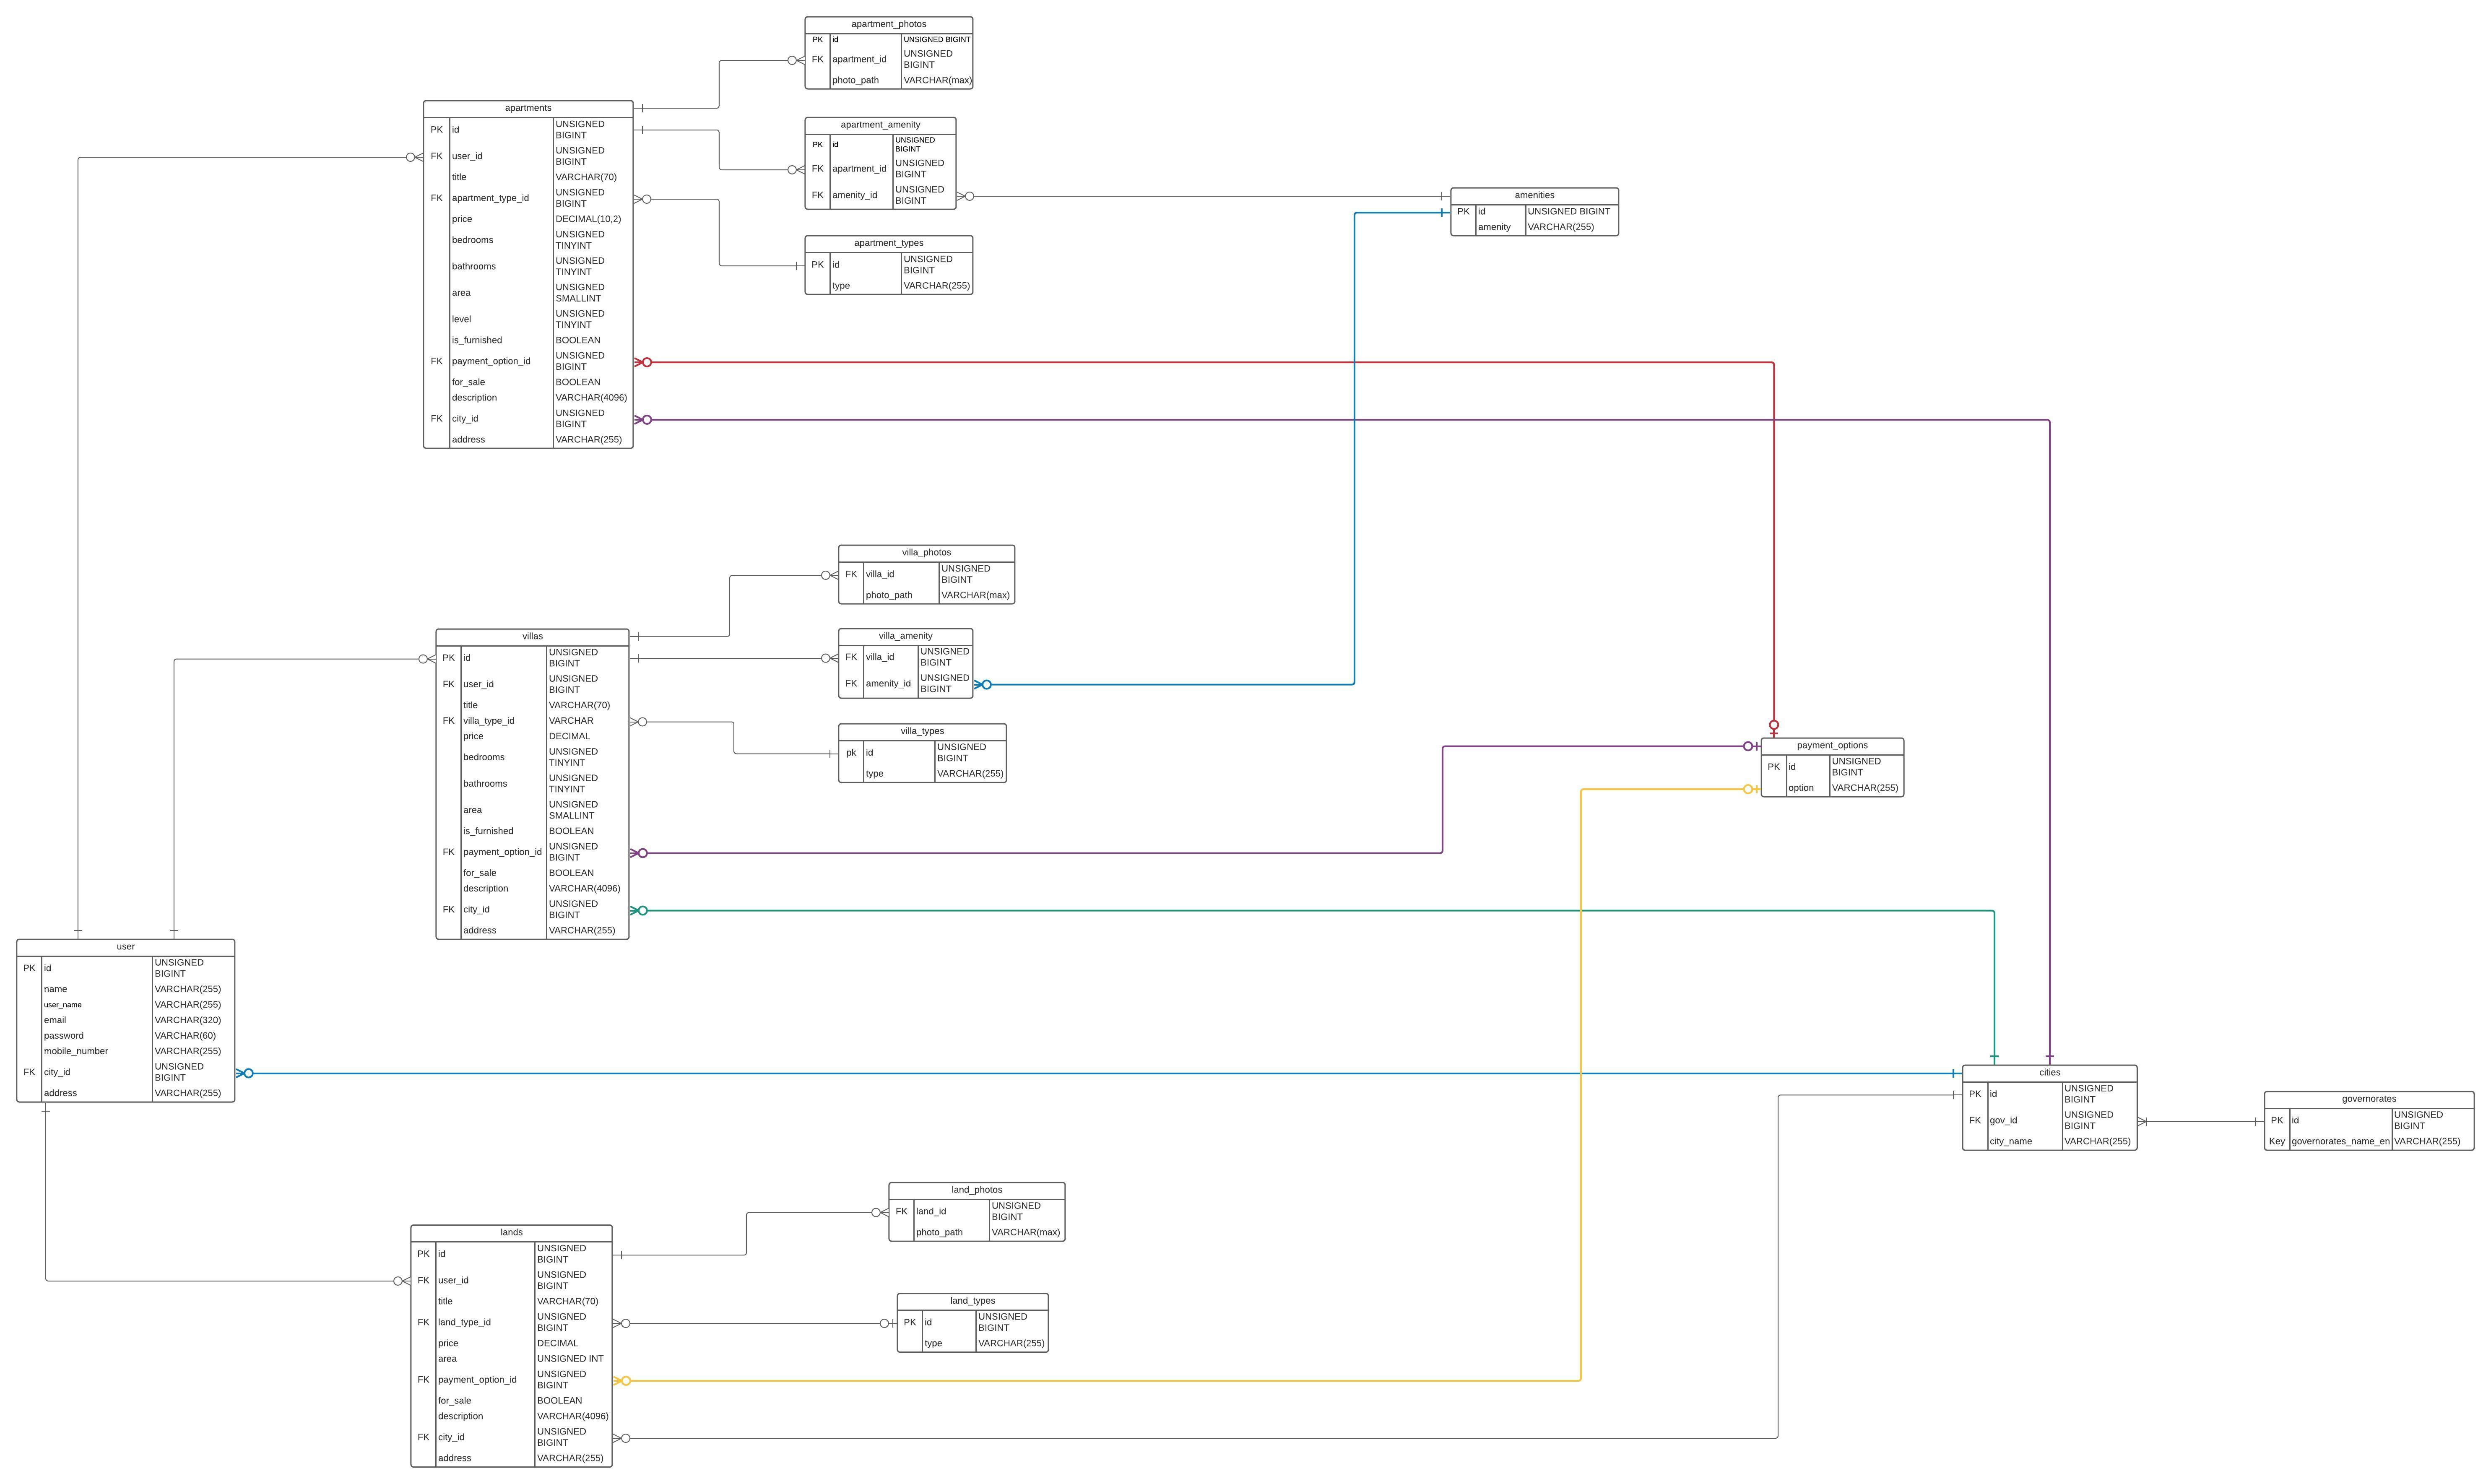 apartment_photos
PK id UNSIGNED BIGINT
FK apartment_id UNSIGNED
BIGINT
photo_path VARCHAR(max)
apartments
PK id UNSIGNED
BIGINT
FK user_id UNSIGNED
BIGINT
title VARCHAR(70)
FK apartment_type_id UNSIGNED
BIGINT
price DECIMAL(10,2)
bedrooms UNSIGNED
TINYINT
bathrooms UNSIGNED
TINYINT
area UNSIGNED
SMALLINT
level UNSIGNED
TINYINT
is_furnished BOOLEAN
FK payment_option_id UNSIGNED
BIGINT
for_sale BOOLEAN
description VARCHAR(4096)
FK city_id UNSIGNED
BIGINT
address VARCHAR(255)
apartment_amenity
PK id UNSIGNED
BIGINT
FK apartment_id UNSIGNED
BIGINT
FK amenity_id UNSIGNED
BIGINT
amenities
PK id UNSIGNED BIGINT
amenity VARCHAR(255)
apartment_types
PK id UNSIGNED
BIGINT
type VARCHAR(255)
villa_photos
FK villa_id UNSIGNED
BIGINT
photo_path VARCHAR(max)
villas
PK id UNSIGNED
BIGINT
FK user_id UNSIGNED
BIGINT
title VARCHAR(70)
FK villa_type_id VARCHAR
price DECIMAL
bedrooms UNSIGNED
TINYINT
bathrooms UNSIGNED
TINYINT
area UNSIGNED
SMALLINT
is_furnished BOOLEAN
FK payment_option_id UNSIGNED
BIGINT
for_sale BOOLEAN
description VARCHAR(4096)
FK city_id UNSIGNED
BIGINT
address VARCHAR(255)
villa_amenity
FK villa_id UNSIGNED
BIGINT
FK amenity_id UNSIGNED
BIGINT
villa_types
pk id UNSIGNED
BIGINT
type VARCHAR(255)
payment_options
PK id UNSIGNED
BIGINT
option VARCHAR(255)
user
PK id UNSIGNED
BIGINT
name VARCHAR(255)
user_name VARCHAR(255)
email VARCHAR(320)
password VARCHAR(60)
mobile_number VARCHAR(255)
FK city_id UNSIGNED
BIGINT
address VARCHAR(255)
cities
PK id UNSIGNED
BIGINT
FK gov_id UNSIGNED
BIGINT
city_name VARCHAR(255)
governorates
PK id UNSIGNED
BIGINT
Key governorates_name_en VARCHAR(255)
land_photos
FK land_id UNSIGNED
BIGINT
photo_path VARCHAR(max)
lands
PK id UNSIGNED
BIGINT
FK user_id UNSIGNED
BIGINT
title VARCHAR(70)
FK land_type_id UNSIGNED
BIGINT
price DECIMAL
area UNSIGNED INT
FK payment_option_id UNSIGNED
BIGINT
for_sale BOOLEAN
description VARCHAR(4096)
FK city_id UNSIGNED
BIGINT
address VARCHAR(255)
land_types
PK id UNSIGNED
BIGINT
type VARCHAR(255)